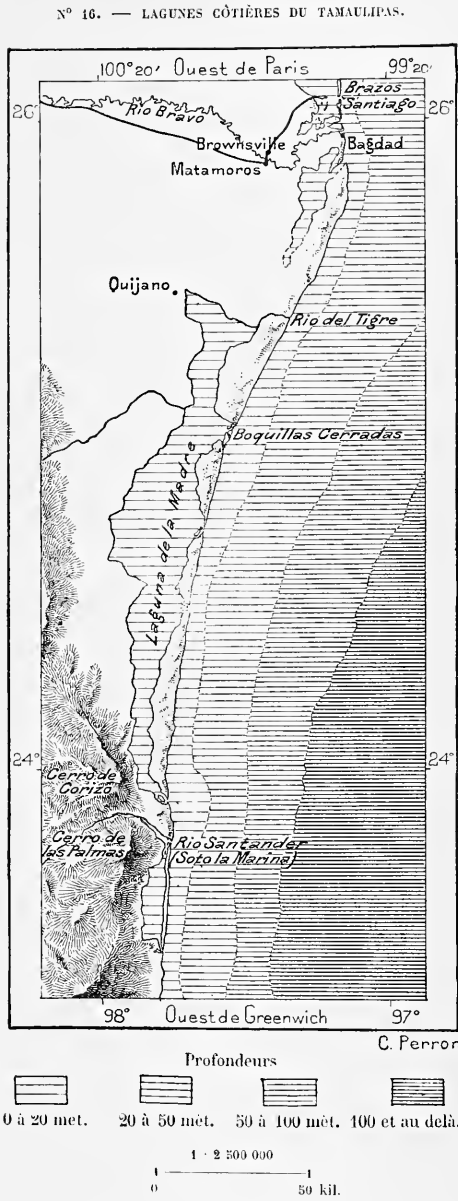 N° 16. — LAGUNES CÔTIÈRES DU TAMAULIPAS.
100°20' Ouest de Paris 99°20'
26° 26°
Brazos
Santiago
Rio Bravo
Brownsville
Bagdad
Matamoros
Quijano
Rio del Tigre
Boquillas Cerradas
Laguna de la Madre
24° 24°
Cerro de
Corizo
Cerro de
las Palmas
Rio Santander
(Soto la Marina)
98° Ouest de Greenwich 97°
C. Perron
Profondeurs
0 à 20 mèt. 20 à 50 mèt. 50 à 100 mèt. 100 et au delà.
1 : 2 500 000
0 50 kil.